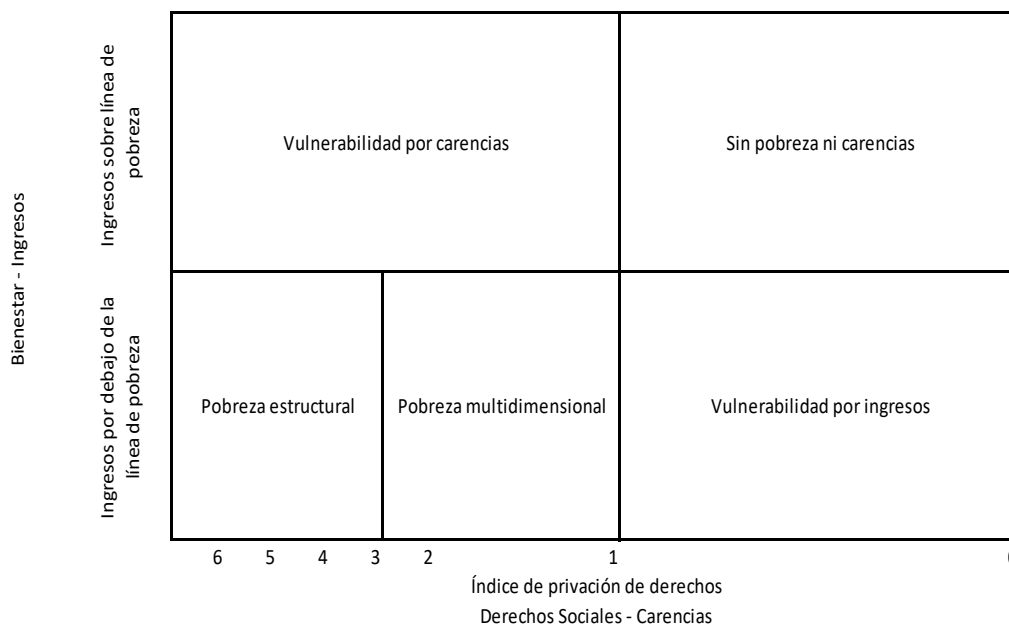 Bienestar - Ingresos
Ingresos sobre línea de
pobreza
Vulnerabilidad por carencias
Sin pobreza ni carencias
Ingresos por debajo de la
línea de pobreza
Pobreza estructural
Pobreza multidimensional
Vulnerabilidad por ingresos
6 5 4 3 2 1
Índice de privación de derechos
Derechos Sociales - Carencias